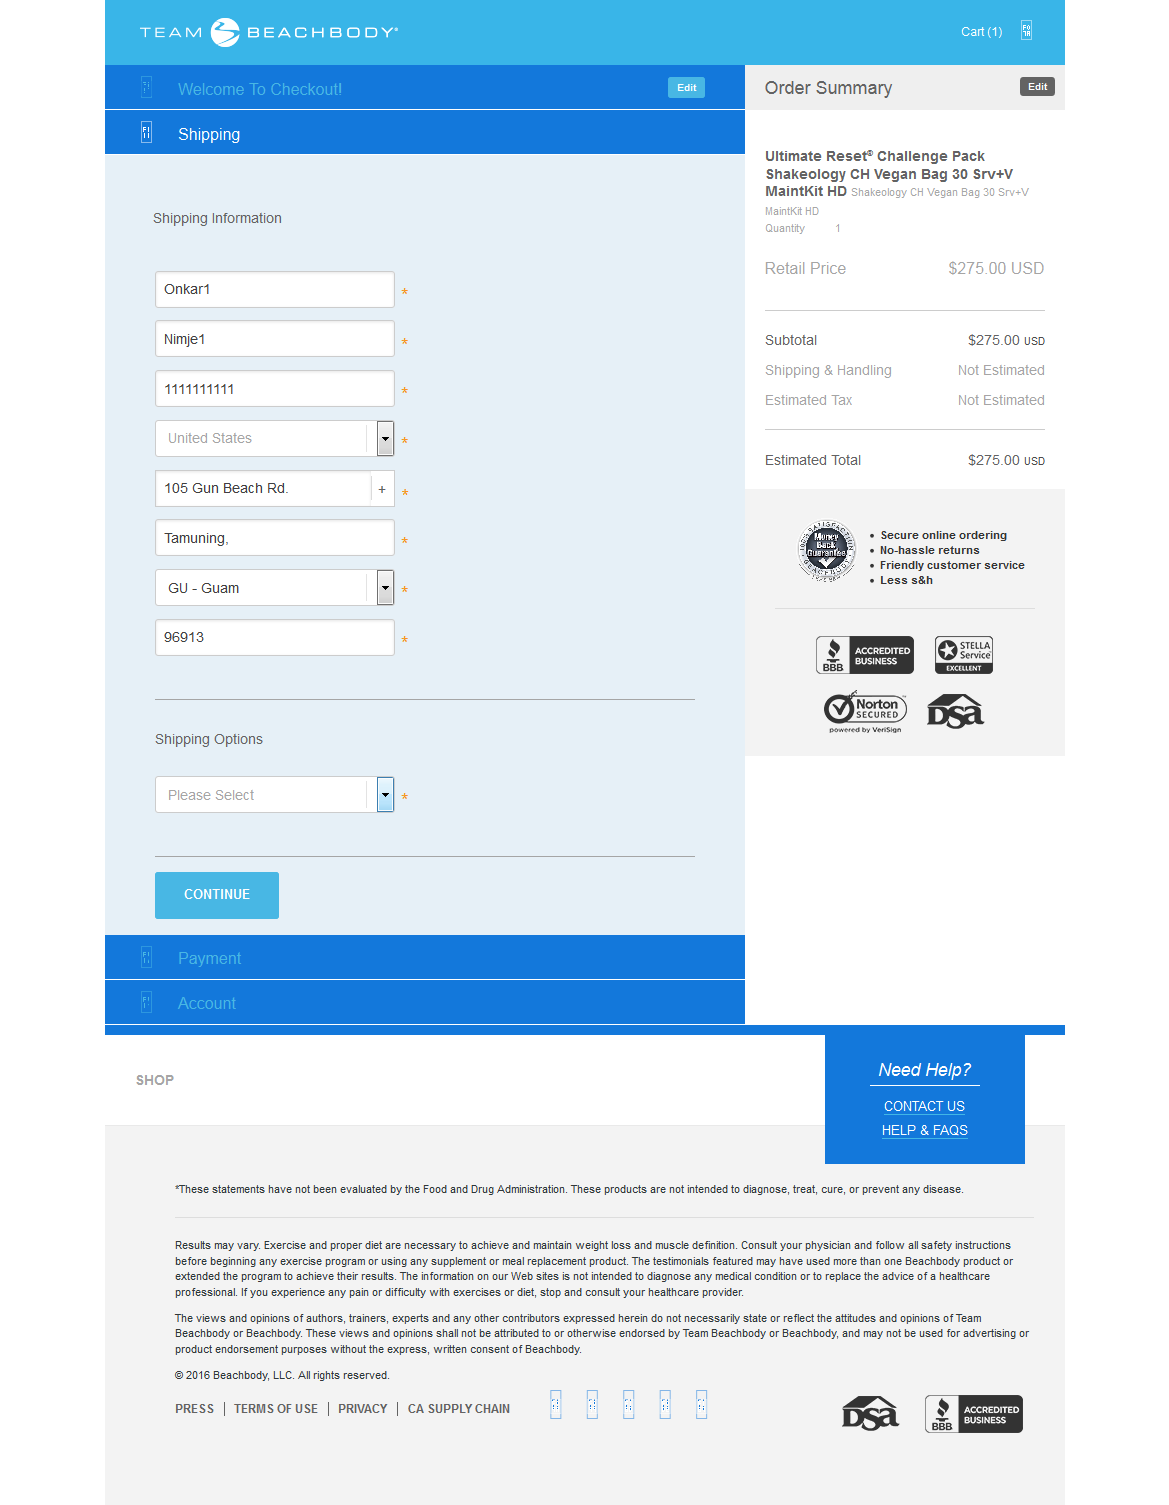 TEAM BEACHBODY®
Cart (1)
Welcome To Checkout!
Edit
Shipping
Shipping Information
Onkar1
*
Nimje1
*
1111111111
*
United States
*
105 Gun Beach Rd.
+
*
Tamuning,
*
GU - Guam
*
96913
*
Shipping Options
Please Select
*
CONTINUE
Payment
Account
Order Summary
Edit
Ultimate Reset® Challenge Pack
Shakeology CH Vegan Bag 30 Srv+V
MaintKit HD Shakeology CH Vegan Bag 30 Srv+V
MaintKit HD
Quantity 1
Retail Price $275.00 USD
Subtotal $275.00 USD
Shipping & Handling Not Estimated
Estimated Tax Not Estimated
Estimated Total $275.00 USD
100% SATISFACTION
Money
Back
Guarantee
BEACHBODY
• Secure online ordering
• No-hassle returns
• Friendly customer service
• Less s&h
BBB
ACCREDITED
BUSINESS
STELLA
Service
EXCELLENT
Norton
SECURED
powered by VeriSign
DSA
SHOP
Need Help?
CONTACT US
HELP & FAQS
*These statements have not been evaluated by the Food and Drug Administration. These products are not intended to diagnose, treat, cure, or prevent any disease.
Results may vary. Exercise and proper diet are necessary to achieve and maintain weight loss and muscle definition. Consult your physician and follow all safety instructions
before beginning any exercise program or using any supplement or meal replacement product. The testimonials featured may have used more than one Beachbody product or
extended the program to achieve their results. The information on our Web sites is not intended to diagnose any medical condition or to replace the advice of a healthcare
professional. If you experience any pain or difficulty with exercises or diet, stop and consult your healthcare provider.
The views and opinions of authors, trainers, experts and any other contributors expressed herein do not necessarily state or reflect the attitudes and opinions of Team
Beachbody or Beachbody. These views and opinions shall not be attributed to or otherwise endorsed by Team Beachbody or Beachbody, and may not be used for advertising or
product endorsement purposes without the express, written consent of Beachbody.
© 2016 Beachbody, LLC. All rights reserved.
PRESS | TERMS OF USE | PRIVACY | CA SUPPLY CHAIN
DSA
BBB
ACCREDITED
BUSINESS